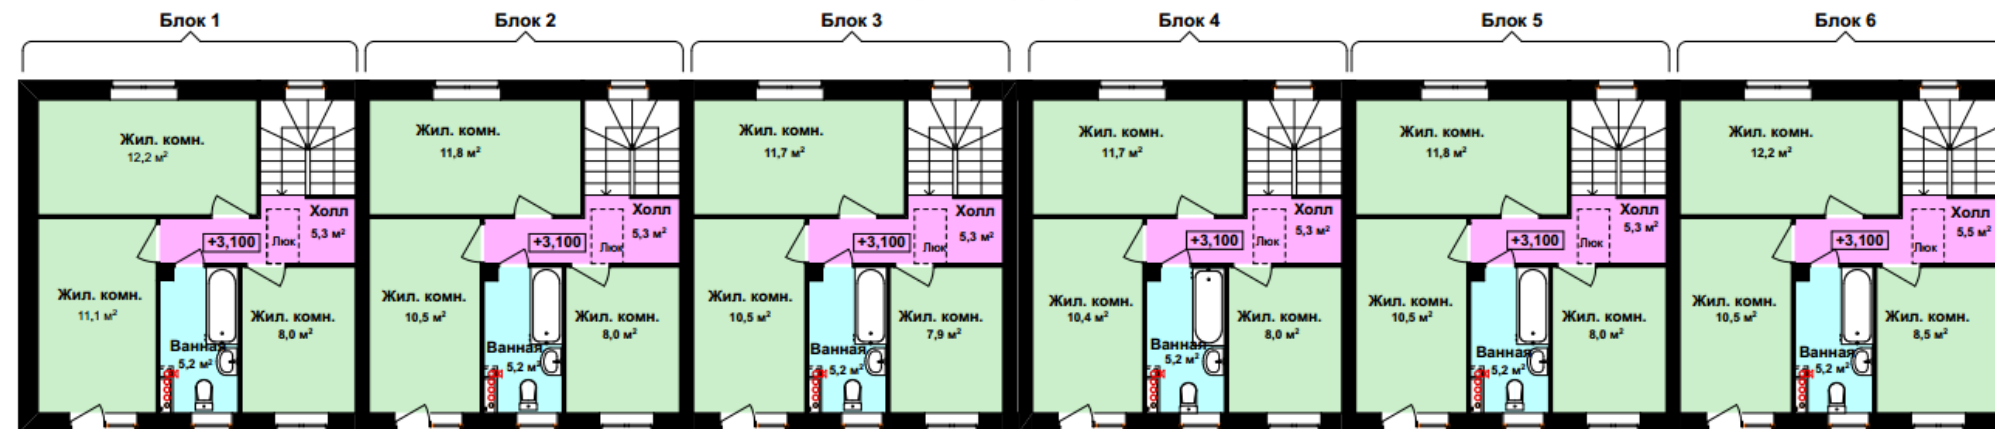 Блок 1
Блок 2
Блок 3
Блок 4
Блок 5
Блок 6
Жил. комн.
12,2 м²
Холл
5,3 м²
+3,100
Люк
Жил. комн.
11,1 м²
Ванная
5,2 м²
Жил. комн.
8,0 м²
Жил. комн.
11,8 м²
Холл
5,3 м²
+3,100
Люк
Жил. комн.
10,5 м²
Ванная
5,2 м²
Жил. комн.
8,0 м²
Жил. комн.
11,7 м²
Холл
5,3 м²
+3,100
Люк
Жил. комн.
10,5 м²
Ванная
5,2 м²
Жил. комн.
7,9 м²
Жил. комн.
11,7 м²
Холл
5,3 м²
+3,100
Люк
Жил. комн.
10,4 м²
Ванная
5,2 м²
Жил. комн.
8,0 м²
Жил. комн.
11,8 м²
Холл
5,3 м²
+3,100
Люк
Жил. комн.
10,5 м²
Ванная
5,2 м²
Жил. комн.
8,0 м²
Жил. комн.
12,2 м²
Холл
5,5 м²
+3,100
Люк
Жил. комн.
10,5 м²
Ванная
5,2 м²
Жил. комн.
8,5 м²